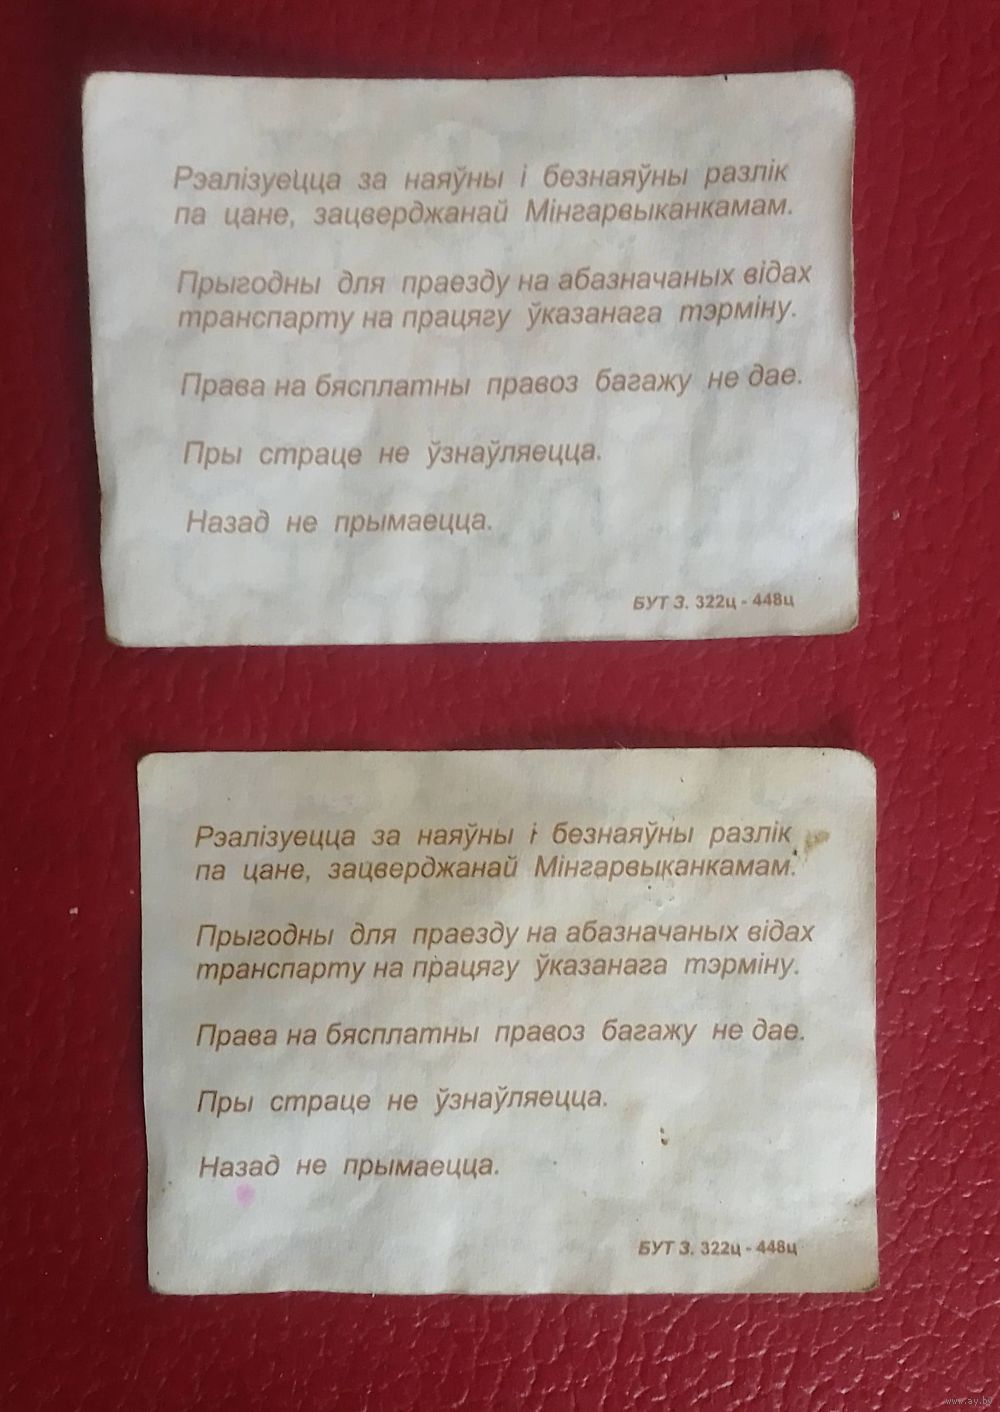 Рэалізуецца за наяўны і безнаяўны разлік
па цане, зацверджанай Мінгарвыканкамам.
Прыгодны для праезду на абазначаных відах
транспарту на працягу ўказанага тэрміну.
Права на бясплатны правоз багажу не дае.
Пры страце не ўзнаўляецца.
Назад не прымаецца.
БУТ З. 322ц - 448ц
Рэалізуецца за наяўны і безнаяўны разлік
па цане, зацверджанай Мінгарвыканкамам.
Прыгодны для праезду на абазначаных відах
транспарту на працягу ўказанага тэрміну.
Права на бясплатны правоз багажу не дае.
Пры страце не ўзнаўляецца.
Назад не прымаецца.
БУТ З. 322ц - 448ц
www.ay.by